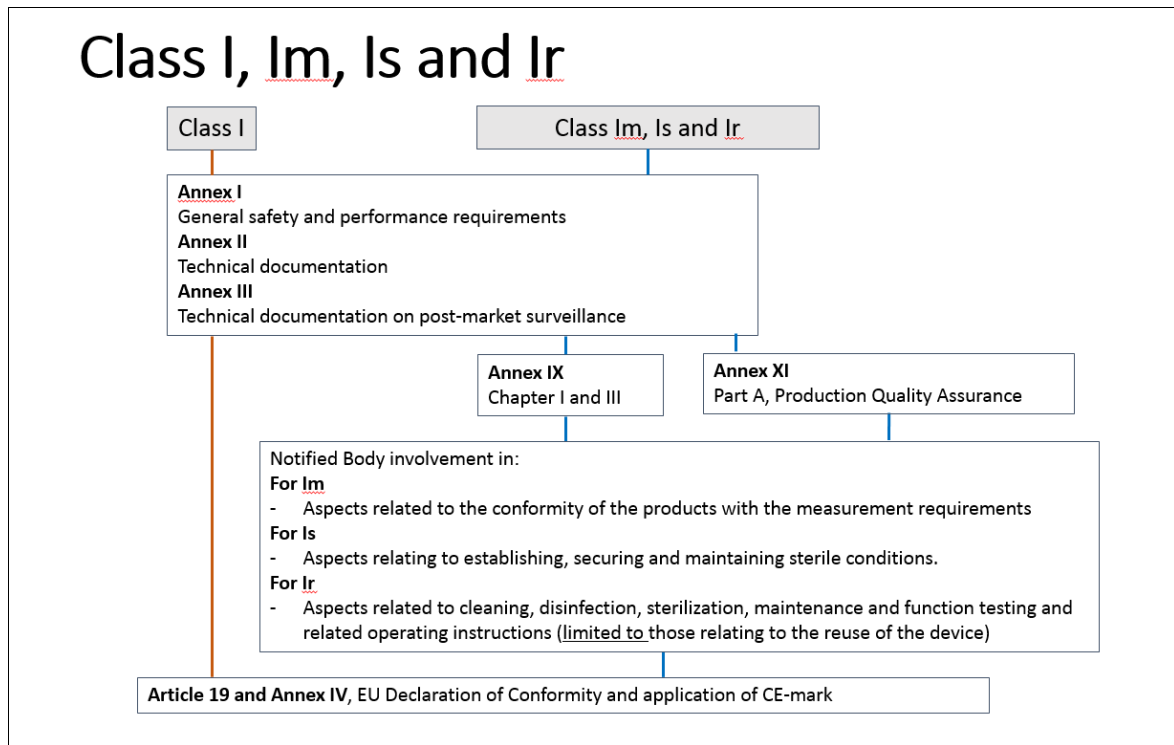 Class I, Im, Is and Ir
Class I
Class Im, Is and Ir
Annex I
General safety and performance requirements
Annex II
Technical documentation
Annex III
Technical documentation on post-market surveillance
Annex IX
Chapter I and III
Annex XI
Part A, Production Quality Assurance
Notified Body involvement in:
For Im
- Aspects related to the conformity of the products with the measurement requirements
For Is
- Aspects relating to establishing, securing and maintaining sterile conditions.
For Ir
- Aspects related to cleaning, disinfection, sterilization, maintenance and function testing and
related operating instructions (limited to those relating to the reuse of the device)
Article 19 and Annex IV, EU Declaration of Conformity and application of CE-mark